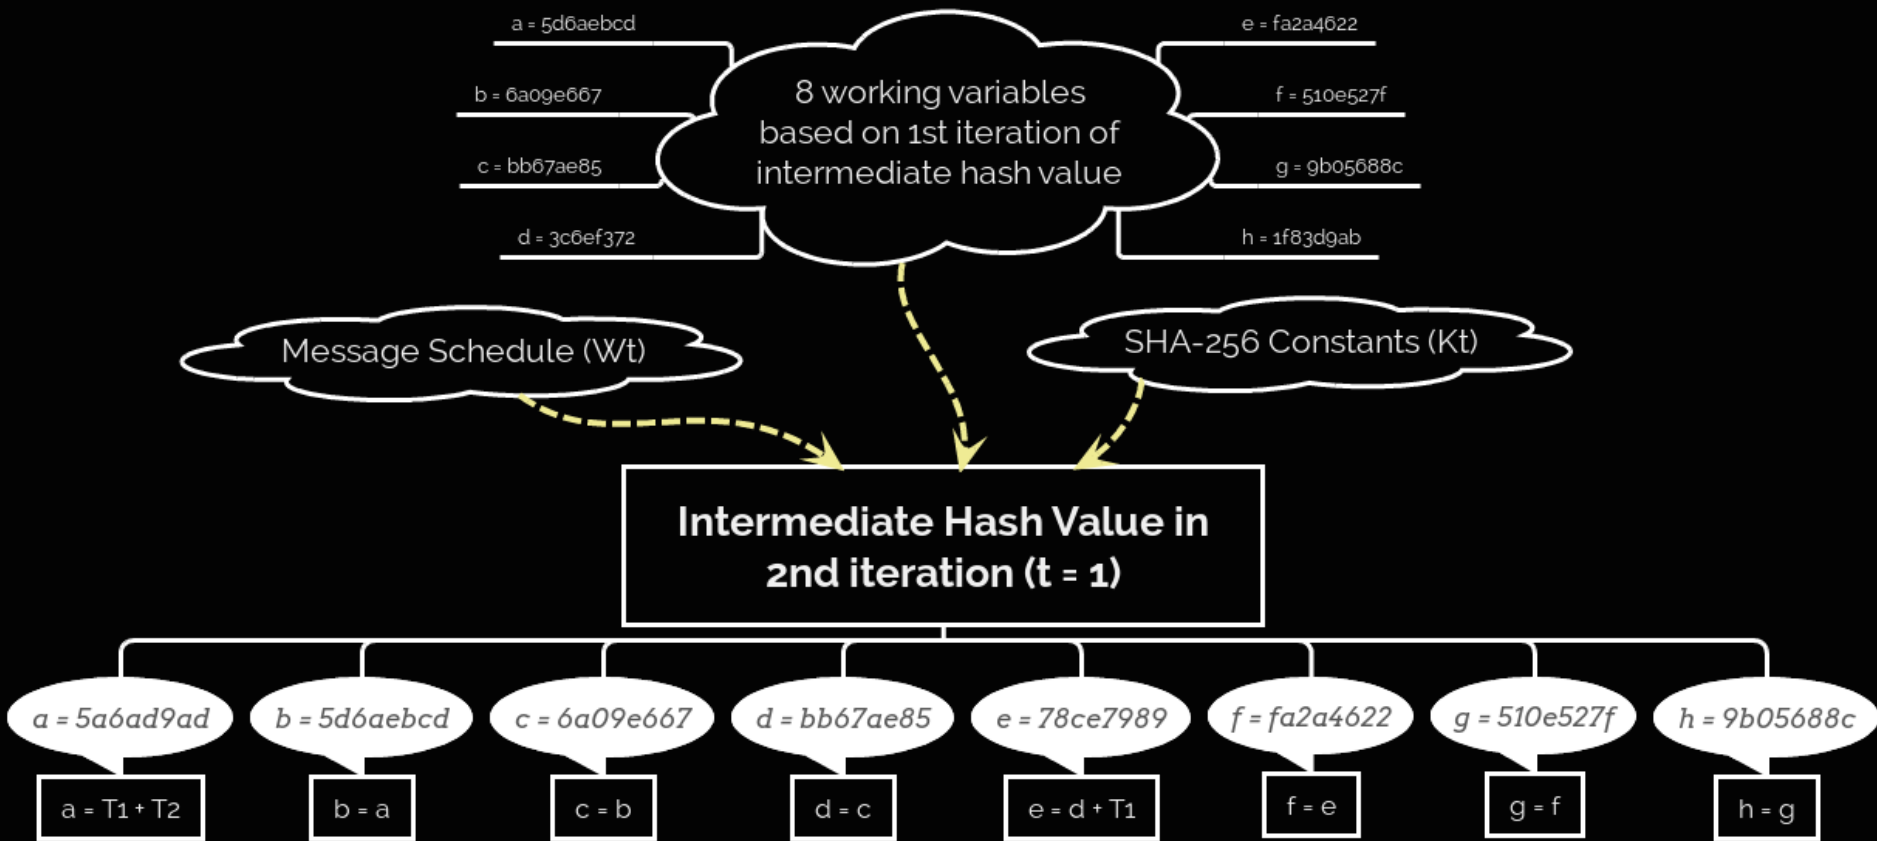 a = 5d6aebcd
e = fa2a4622
b = 6a09e667
f = 510e527f
c = bb67ae85
g = 9b05688c
d = 3c6ef372
h = 1f83d9ab
8 working variables
based on 1st iteration of
intermediate hash value
Message Schedule (Wt)
SHA-256 Constants (Kt)
Intermediate Hash Value in
2nd iteration (t = 1)
a = 5a6ad9ad
b = 5d6aebcd
c = 6a09e667
d = bb67ae85
e = 78ce7989
f = fa2a4622
g = 510e527f
h = 9b05688c
a = T1 + T2
b = a
c = b
d = c
e = d + T1
f = e
g = f
h = g